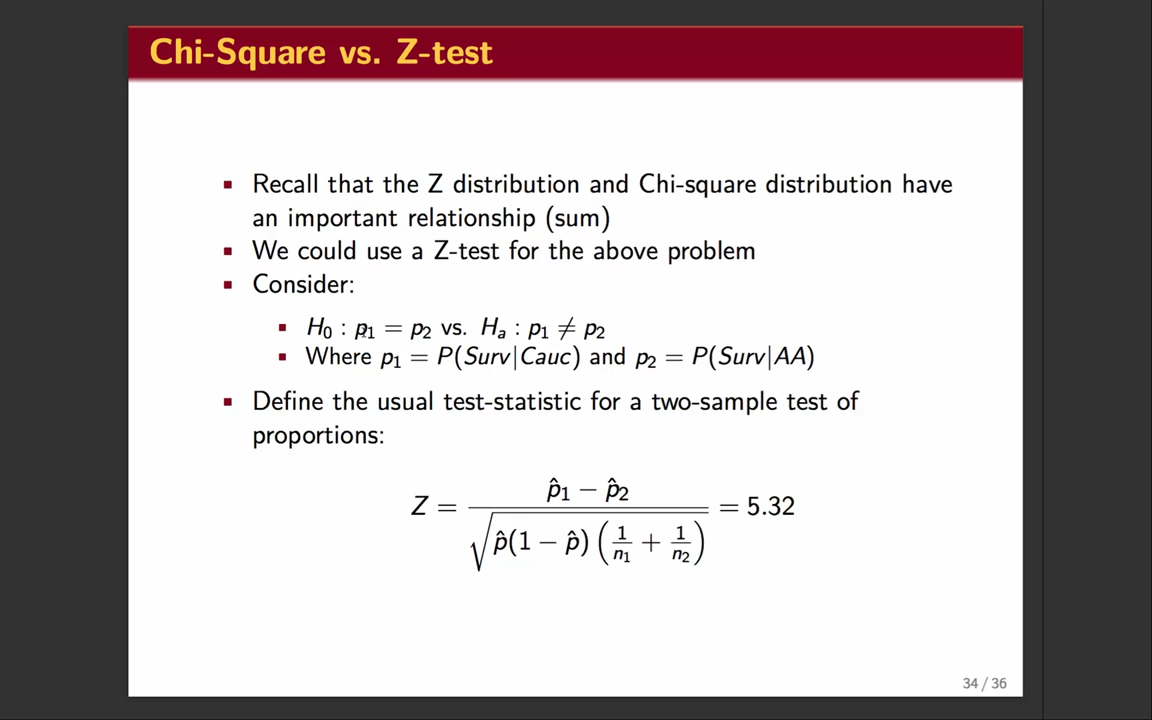 Chi-Square vs. Z-test
Recall that the Z distribution and Chi-square distribution have
an important relationship (sum)
We could use a Z-test for the above problem
Consider:
H₀ : p₁ = p₂ vs. Hₐ : p₁ ≠ p₂
Where p₁ = P(Surv|Cauc) and p₂ = P(Surv|AA)
Define the usual test-statistic for a two-sample test of
proportions:
Z = (p̂₁ − p̂₂) / √(p̂(1 − p̂)(1/n₁ + 1/n₂)) = 5.32
34 / 36